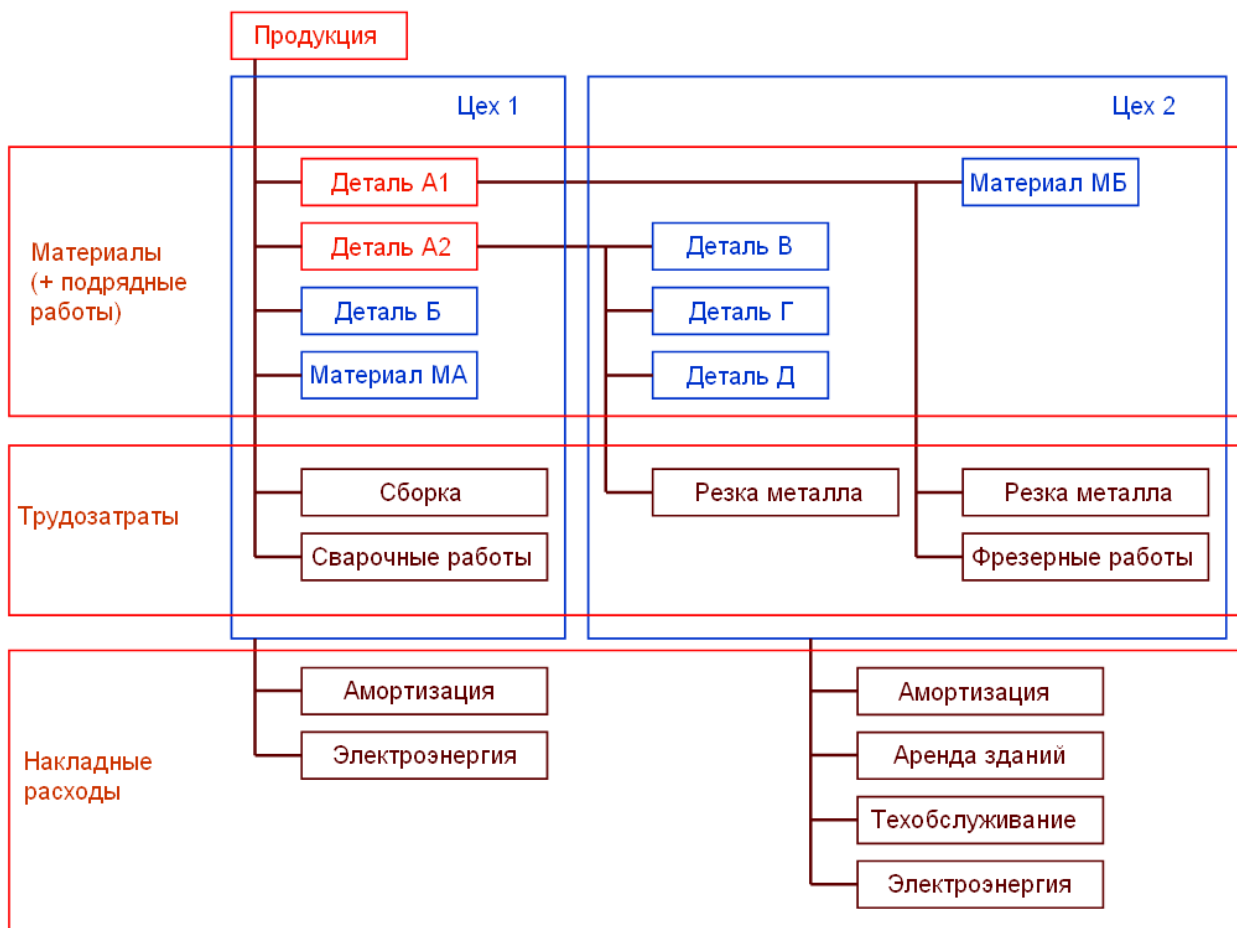 Продукция
Цех 1
Цех 2
Деталь А1
Материал МБ
Материалы
(+ подрядные
работы)
Деталь А2
Деталь В
Деталь Б
Деталь Г
Материал МА
Деталь Д
Трудозатраты
Сборка
Резка металла
Резка металла
Сварочные работы
Фрезерные работы
Накладные
расходы
Амортизация
Амортизация
Электроэнергия
Аренда зданий
Техобслуживание
Электроэнергия